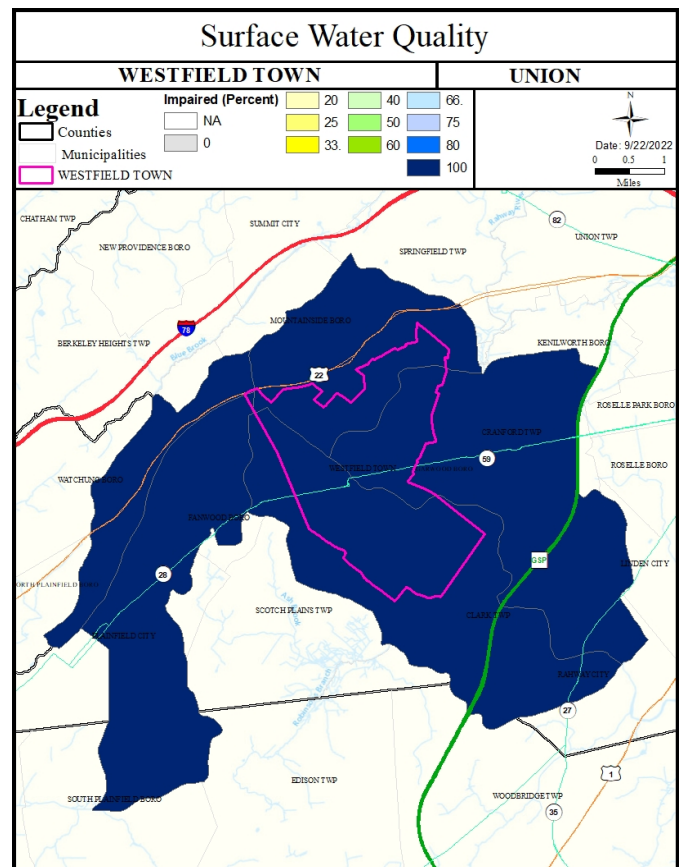 Surface Water Quality
WESTFIELD TOWN
UNION
Legend
Counties
Municipalities
WESTFIELD TOWN
Impaired (Percent)
NA
0
20
25
33.
40
50
60
66.
75
80
100
N
Date: 9/22/2022
0 0.5 1
Miles
CHATHAM TWP
SUMMIT CITY
82
UNION TWP
NEW PROVIDENCE BORO
SPRINGFIELD TWP
78
MOUNTAINSIDE BORO
BERKELEY HEIGHTS TWP
Blue Brook
KENILWORTH BORO
22
ROSELLE PARK BORO
CRANFORD TWP
59
ROSELLE BORO
WESTFIELD TOWN
WATCHUNG BORO
FANWOOD BORO
GSP
LINDEN CITY
28
SCOTCH PLAINS TWP
CLARK TWP
PLAINFIELD CITY
RAHWAY CITY
27
1
EDISON TWP
SOUTH PLAINFIELD BORO
WOODBRIDGE TWP
35